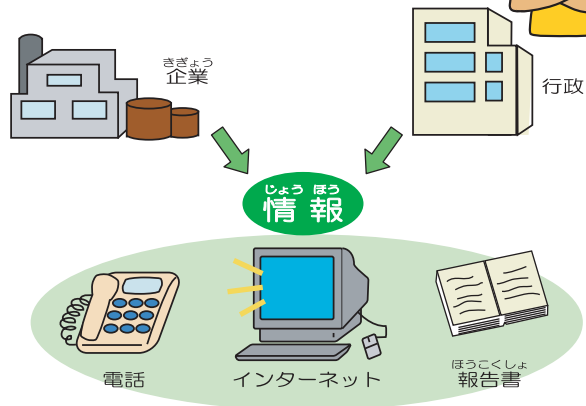 きぎょう
企業
行政
じょうほう
情報
電話
インターネット
ほうこくしょ
報告書